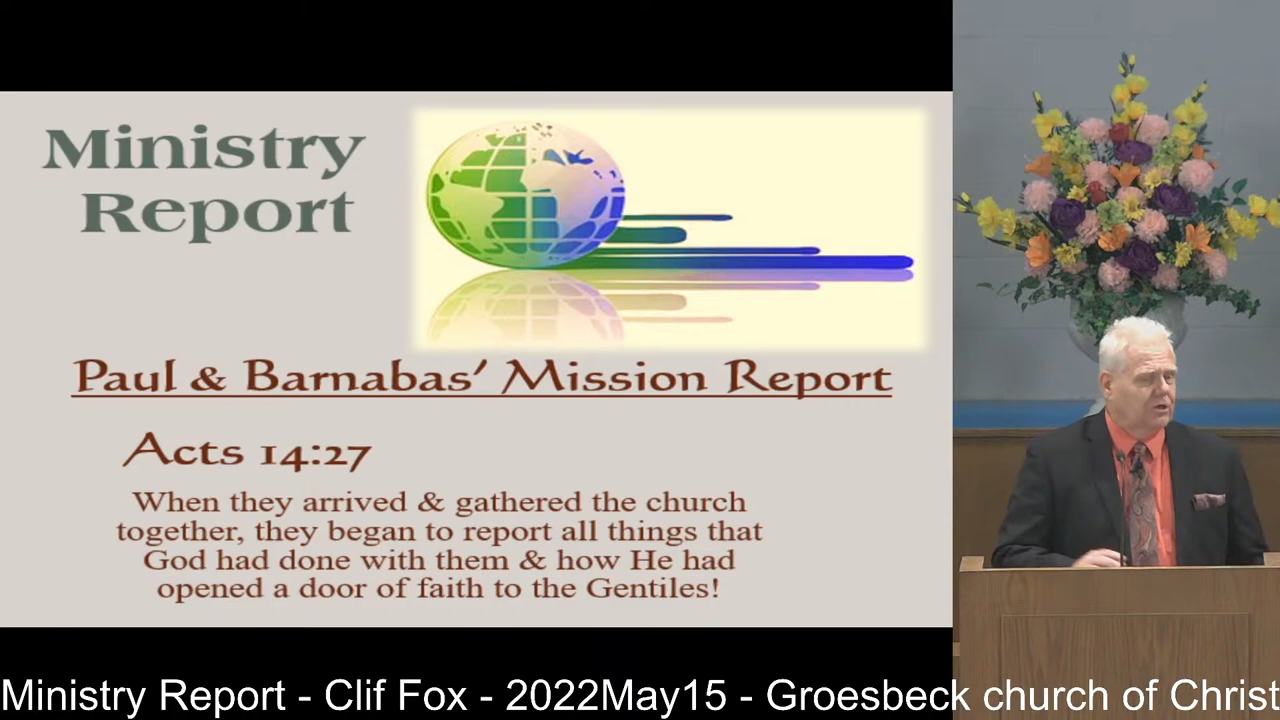 Ministry
Report
Paul & Barnabas' Mission Report
Acts 14:27
When they arrived & gathered the church
together, they began to report all things that
God had done with them & how He had
opened a door of faith to the Gentiles!
Ministry Report - Clif Fox - 2022May15 - Groesbeck church of Christ